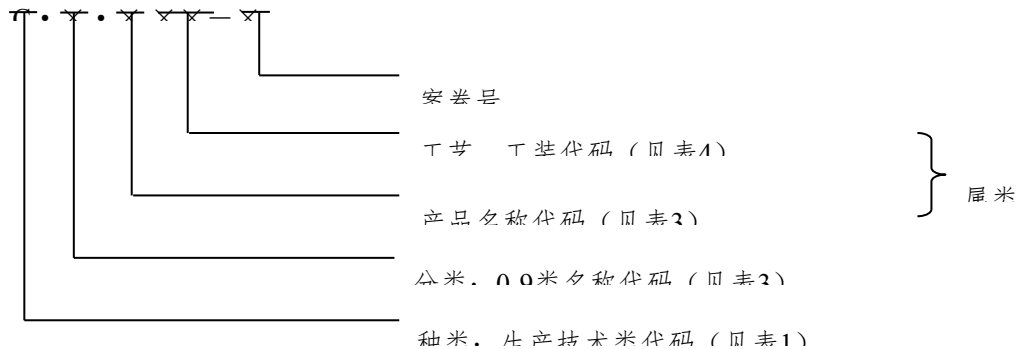 ·×·×××—×
案卷号
工艺、工装代码（见表4）
产品名称代码（见表3）
属类
分类：0.9类名称代码（见表3）
种类：生产技术类代码（见表1）